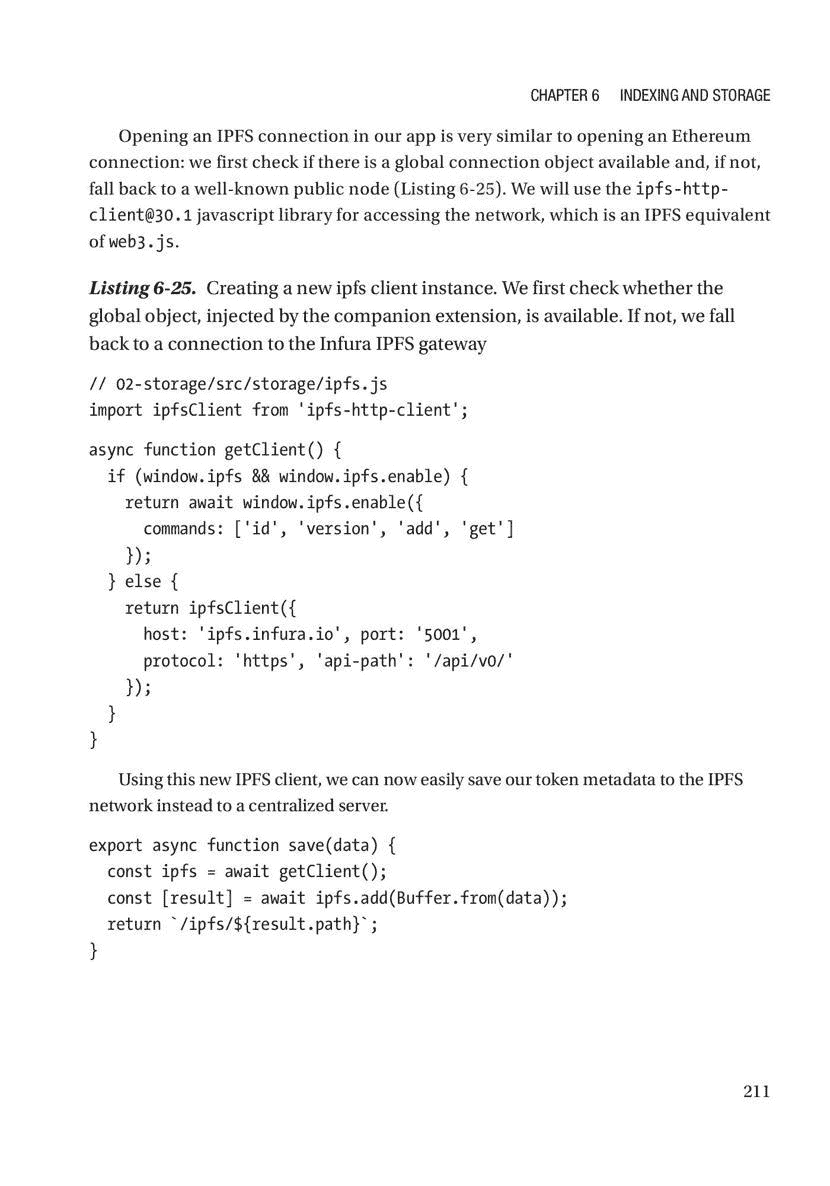 CHAPTER 6 INDEXING AND STORAGE
Opening an IPFS connection in our app is very similar to opening an Ethereum
connection: we first check if there is a global connection object available and, if not,
fall back to a well-known public node (Listing 6-25). We will use the ipfs-http-
client@30.1 javascript library for accessing the network, which is an IPFS equivalent
of web3.js.
Listing 6-25. Creating a new ipfs client instance. We first check whether the
global object, injected by the companion extension, is available. If not, we fall
back to a connection to the Infura IPFS gateway
// 02-storage/src/storage/ipfs.js
import ipfsClient from 'ipfs-http-client';
async function getClient() {
  if (window.ipfs && window.ipfs.enable) {
    return await window.ipfs.enable({
      commands: ['id', 'version', 'add', 'get']
    });
  } else {
    return ipfsClient({
      host: 'ipfs.infura.io', port: '5001',
      protocol: 'https', 'api-path': '/api/v0/'
    });
  }
}
Using this new IPFS client, we can now easily save our token metadata to the IPFS
network instead to a centralized server.
export async function save(data) {
  const ipfs = await getClient();
  const [result] = await ipfs.add(Buffer.from(data));
  return `/ipfs/${result.path}`;
}
211